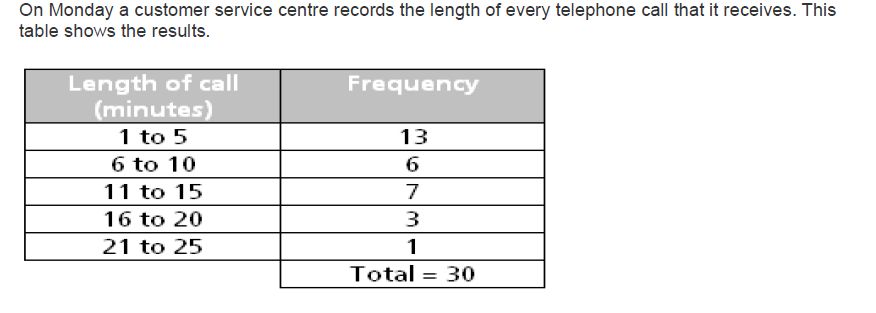 On Monday a customer service centre records the length of every telephone call that it receives. This
table shows the results.
Length of call Frequency
(minutes)
1 to 5 13
6 to 10 6
11 to 15 7
16 to 20 3
21 to 25 1
Total = 30